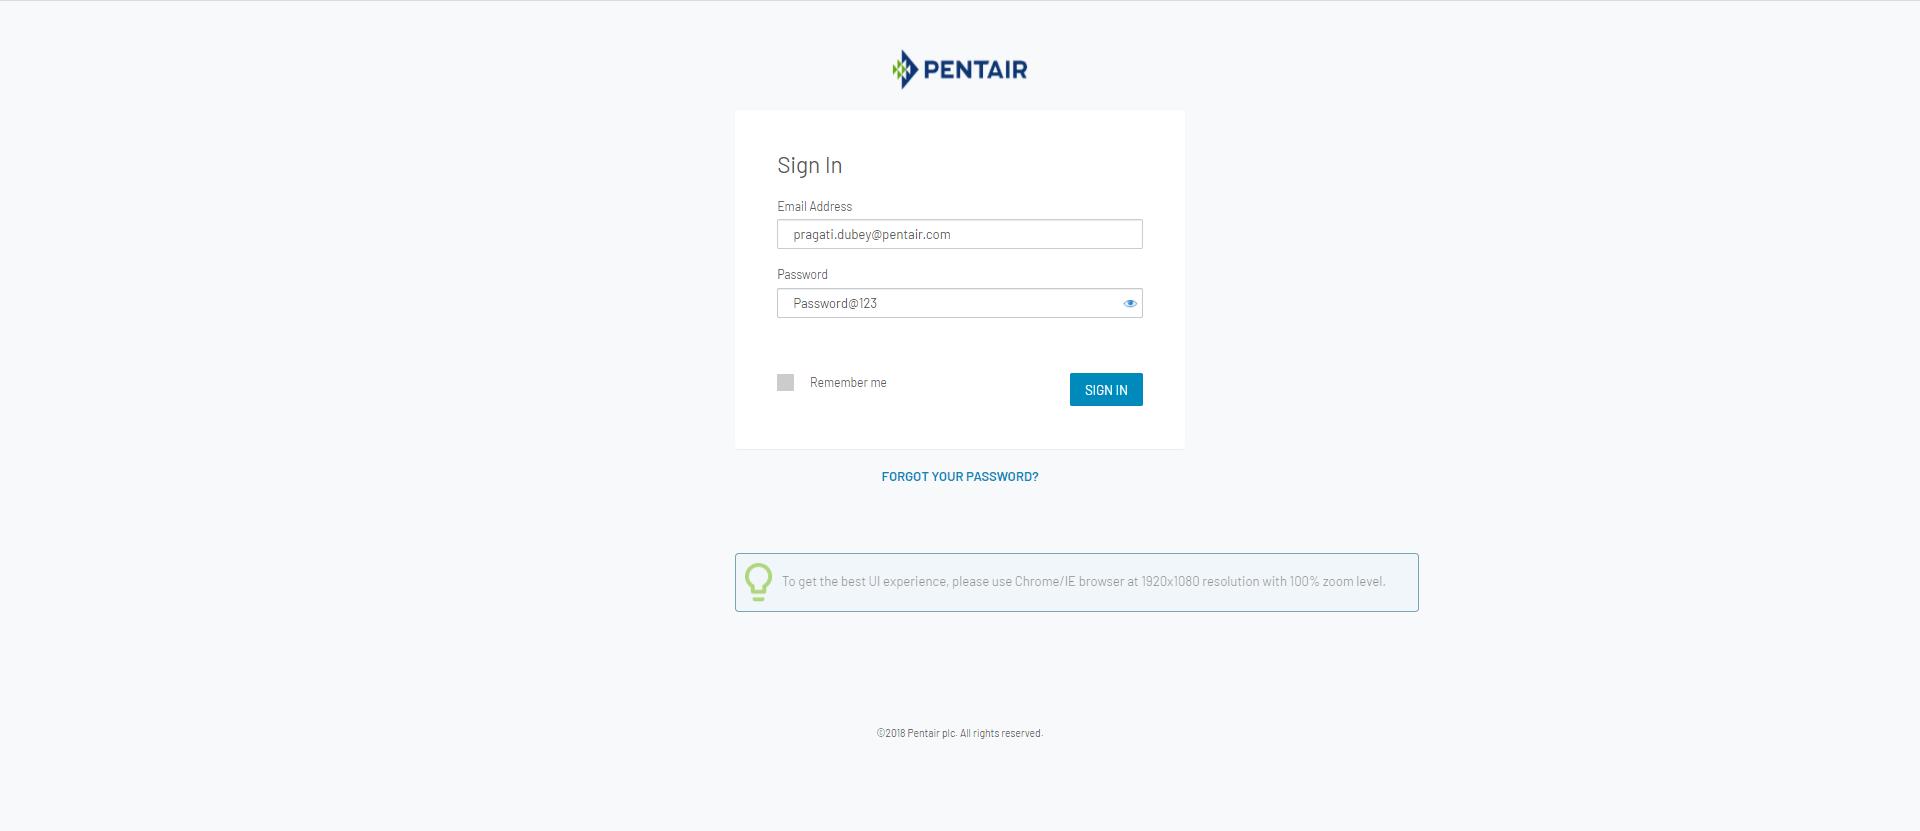 PENTAIR
Sign In
Email Address
pragati.dubey@pentair.com
Password
Password@123
Remember me
SIGN IN
FORGOT YOUR PASSWORD?
To get the best UI experience, please use Chrome/IE browser at 1920x1080 resolution with 100% zoom level.
©2018 Pentair plc. All rights reserved.